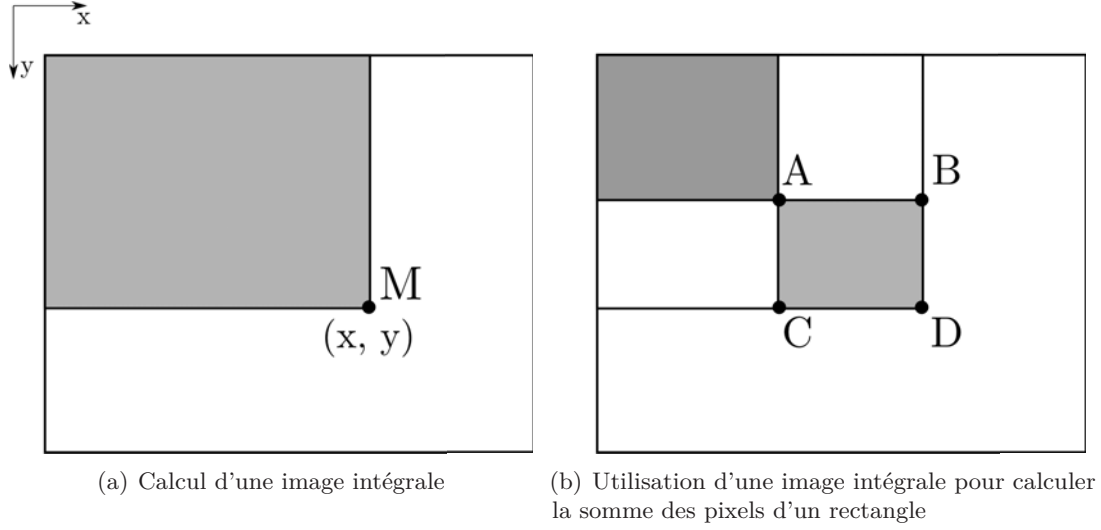 x
y
M
(x, y)
A
B
C
D
(a) Calcul d'une image intégrale
(b) Utilisation d'une image intégrale pour calculer
la somme des pixels d'un rectangle